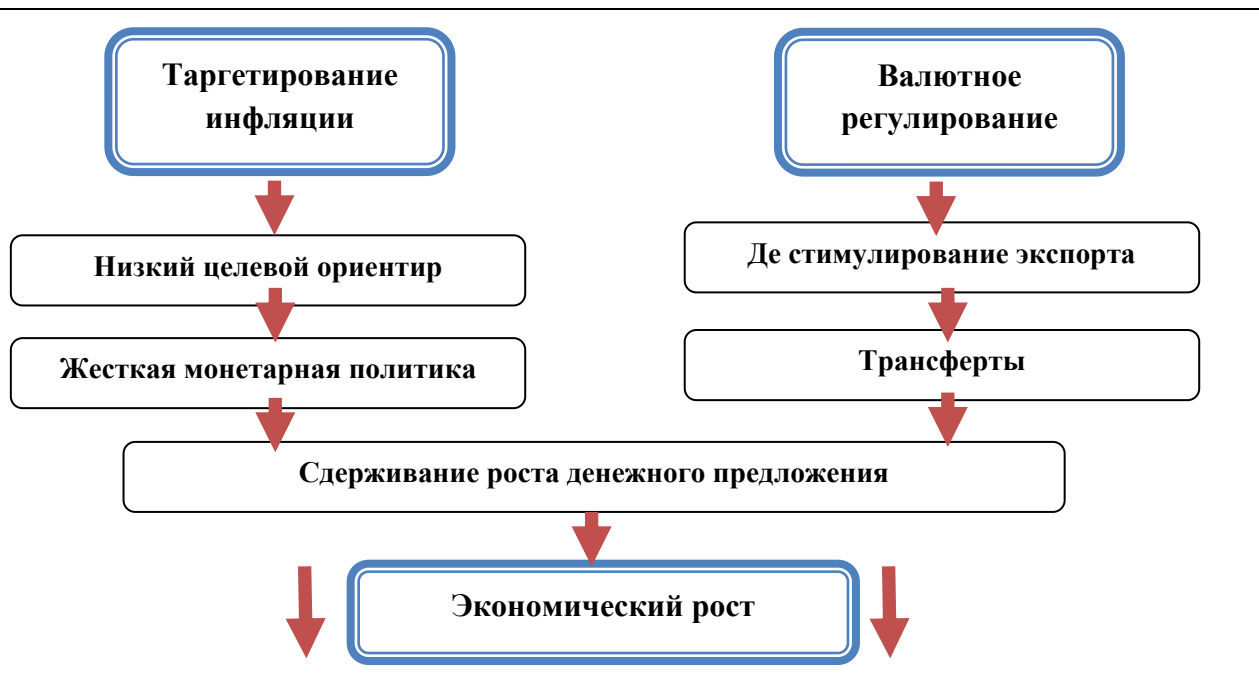 Таргетирование
инфляции
Валютное
регулирование
Низкий целевой ориентир
Де стимулирование экспорта
Жесткая монетарная политика
Трансферты
Сдерживание роста денежного предложения
Экономический рост